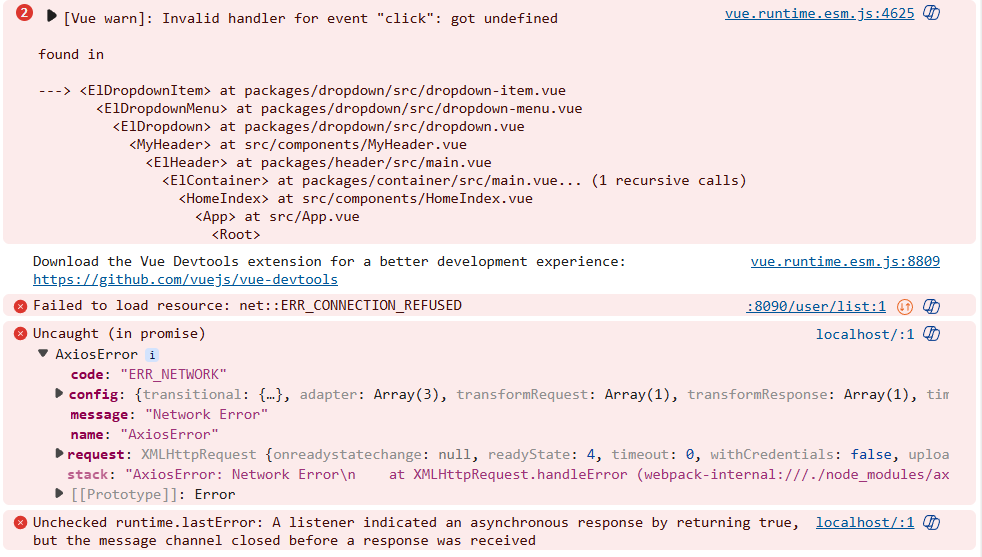 2 [Vue warn]: Invalid handler for event "click": got undefined vue.runtime.esm.js:4625
found in
---> <ElDropdownItem> at packages/dropdown/src/dropdown-item.vue
<ElDropdownMenu> at packages/dropdown/src/dropdown-menu.vue
<ElDropdown> at packages/dropdown/src/dropdown.vue
<MyHeader> at src/components/MyHeader.vue
<ElHeader> at packages/header/src/main.vue
<ElContainer> at packages/container/src/main.vue... (1 recursive calls)
<HomeIndex> at src/components/HomeIndex.vue
<App> at src/App.vue
<Root>
Download the Vue Devtools extension for a better development experience: vue.runtime.esm.js:8809
https://github.com/vuejs/vue-devtools
Failed to load resource: net::ERR_CONNECTION_REFUSED :8090/user/list:1
Uncaught (in promise) localhost/:1
AxiosError i
code: "ERR_NETWORK"
config: {transitional: {…}, adapter: Array(3), transformRequest: Array(1), transformResponse: Array(1), tim
message: "Network Error"
name: "AxiosError"
request: XMLHttpRequest {onreadystatechange: null, readyState: 4, timeout: 0, withCredentials: false, uploa
stack: "AxiosError: Network Error\n    at XMLHttpRequest.handleError (webpack-internal:///./node_modules/ax
[[Prototype]]: Error
Unchecked runtime.lastError: A listener indicated an asynchronous response by returning true, localhost/:1
but the message channel closed before a response was received